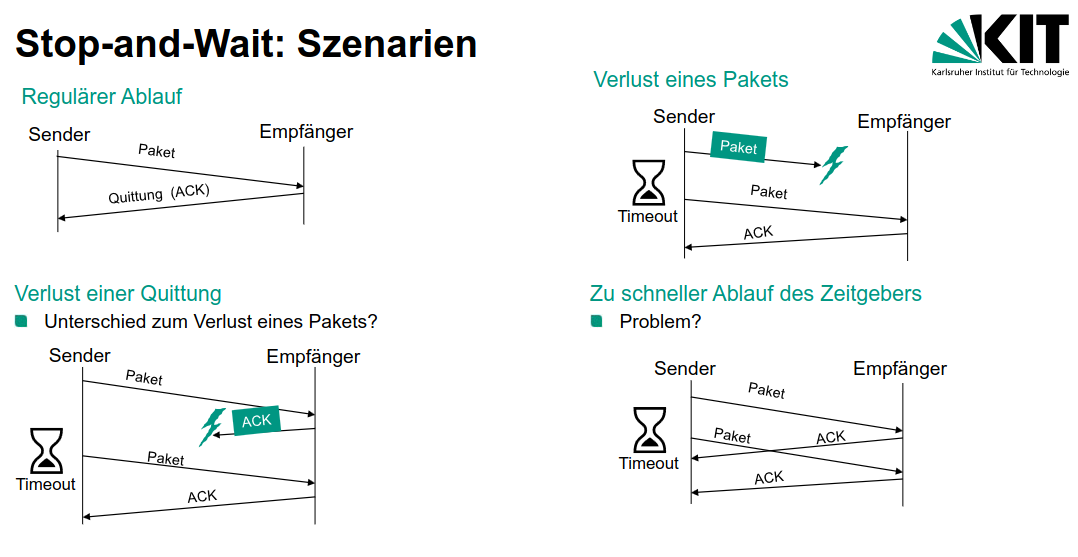 Stop-and-Wait: Szenarien
KIT
Karlsruher Institut für Technologie
Regulärer Ablauf
Sender
Empfänger
Paket
Quittung (ACK)
Verlust eines Pakets
Sender
Empfänger
Paket
Timeout
Paket
ACK
Verlust einer Quittung
Unterschied zum Verlust eines Pakets?
Sender
Empfänger
Paket
ACK
Timeout
Paket
ACK
Zu schneller Ablauf des Zeitgebers
Problem?
Sender
Empfänger
Paket
Paket
ACK
Timeout
ACK